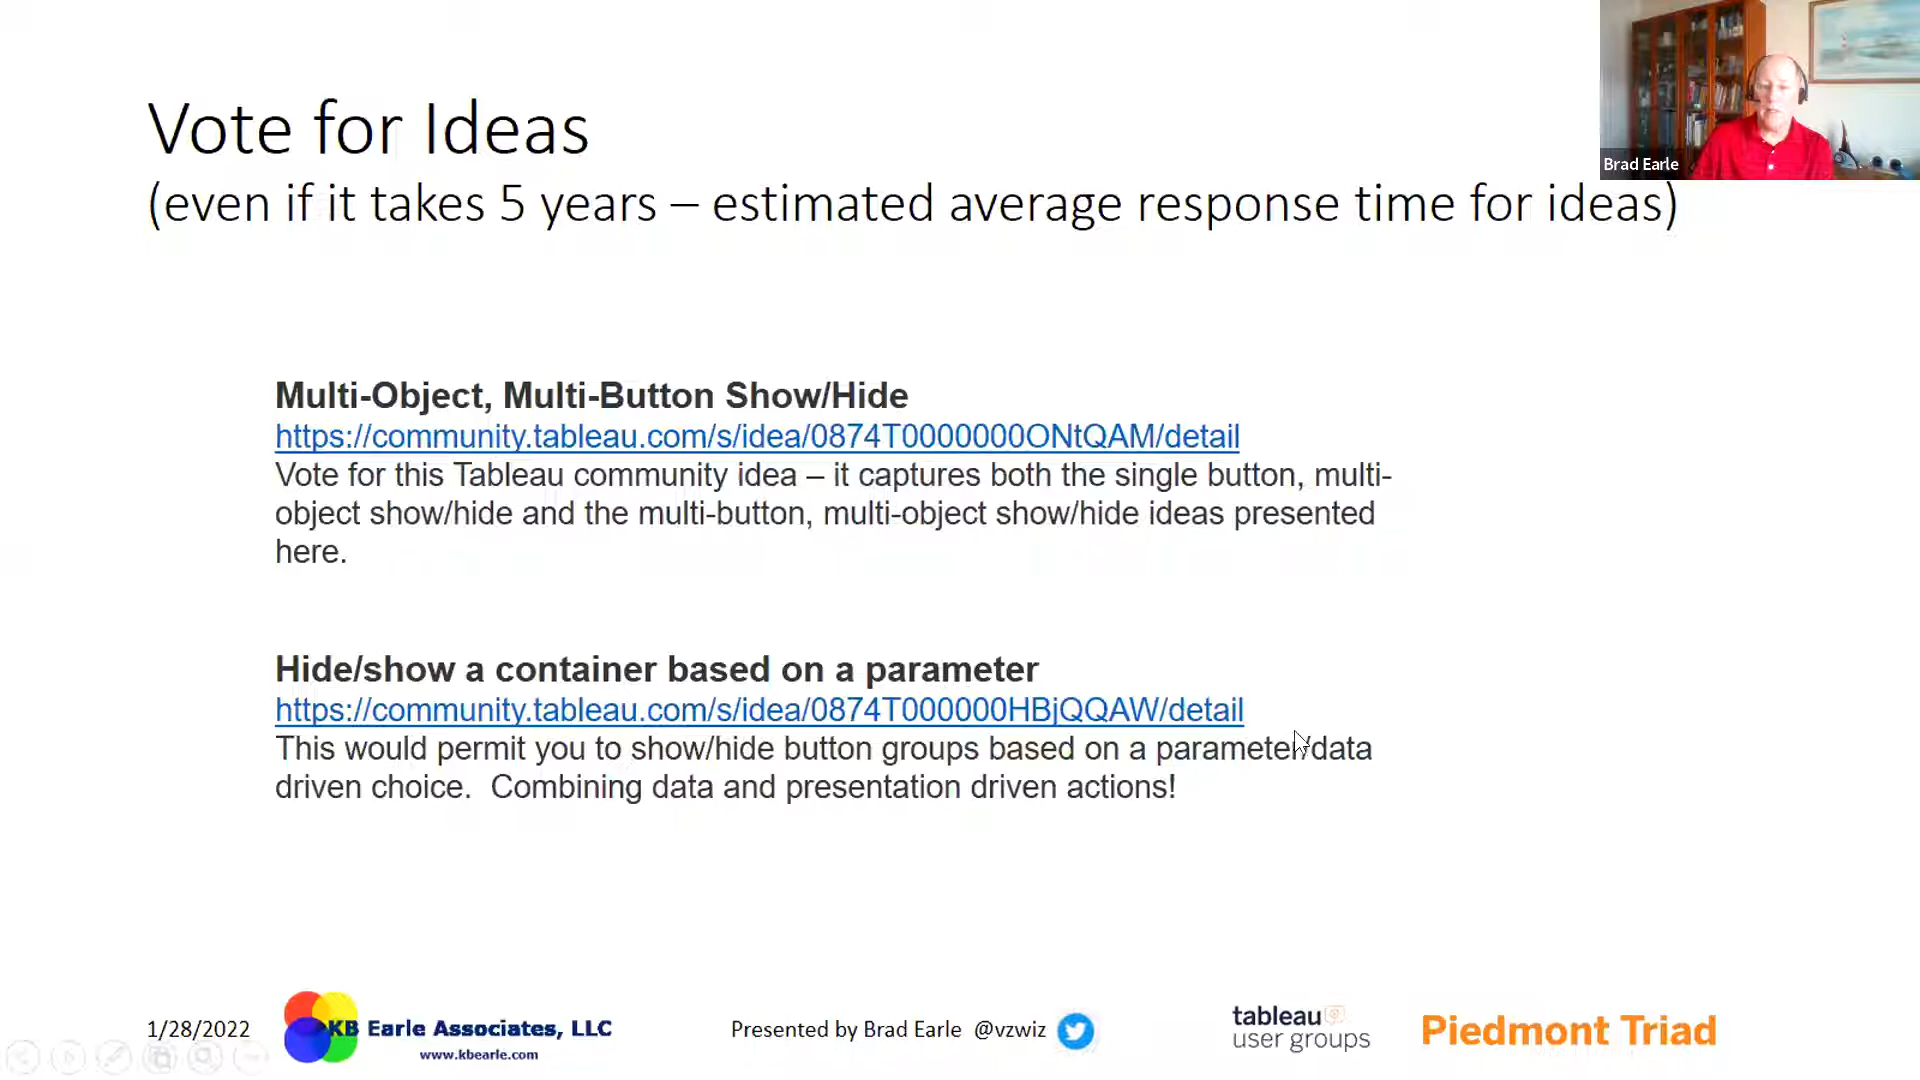 Vote for Ideas
(even if it takes 5 years – estimated average response time for ideas)
Brad Earle
Multi-Object, Multi-Button Show/Hide
https://community.tableau.com/s/idea/0874T0000000ONtQAM/detail
Vote for this Tableau community idea – it captures both the single button, multi-
object show/hide and the multi-button, multi-object show/hide ideas presented
here.
Hide/show a container based on a parameter
https://community.tableau.com/s/idea/0874T000000HBjQQAW/detail
This would permit you to show/hide button groups based on a parameter/data
driven choice.  Combining data and presentation driven actions!
1/28/2022
KB Earle Associates, LLC
www.kbearle.com
Presented by Brad Earle  @vzwiz
tableau
user groups
Piedmont Triad